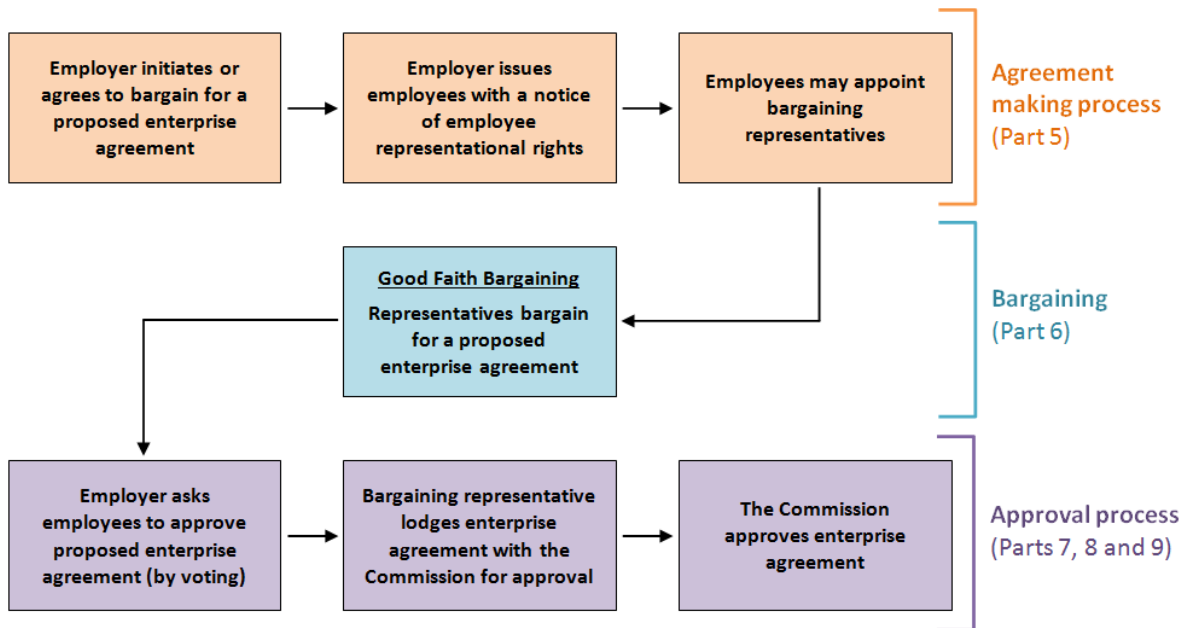 Employer initiates or
agrees to bargain for a
proposed enterprise
agreement
Employer issues
employees with a notice
of employee
representational rights
Employees may appoint
bargaining
representatives
Agreement
making process
(Part 5)
Good Faith Bargaining
Representatives bargain
for a proposed
enterprise agreement
Bargaining
(Part 6)
Employer asks
employees to approve
proposed enterprise
agreement (by voting)
Bargaining representative
lodges enterprise
agreement with the
Commission for approval
The Commission
approves enterprise
agreement
Approval process
(Parts 7, 8 and 9)